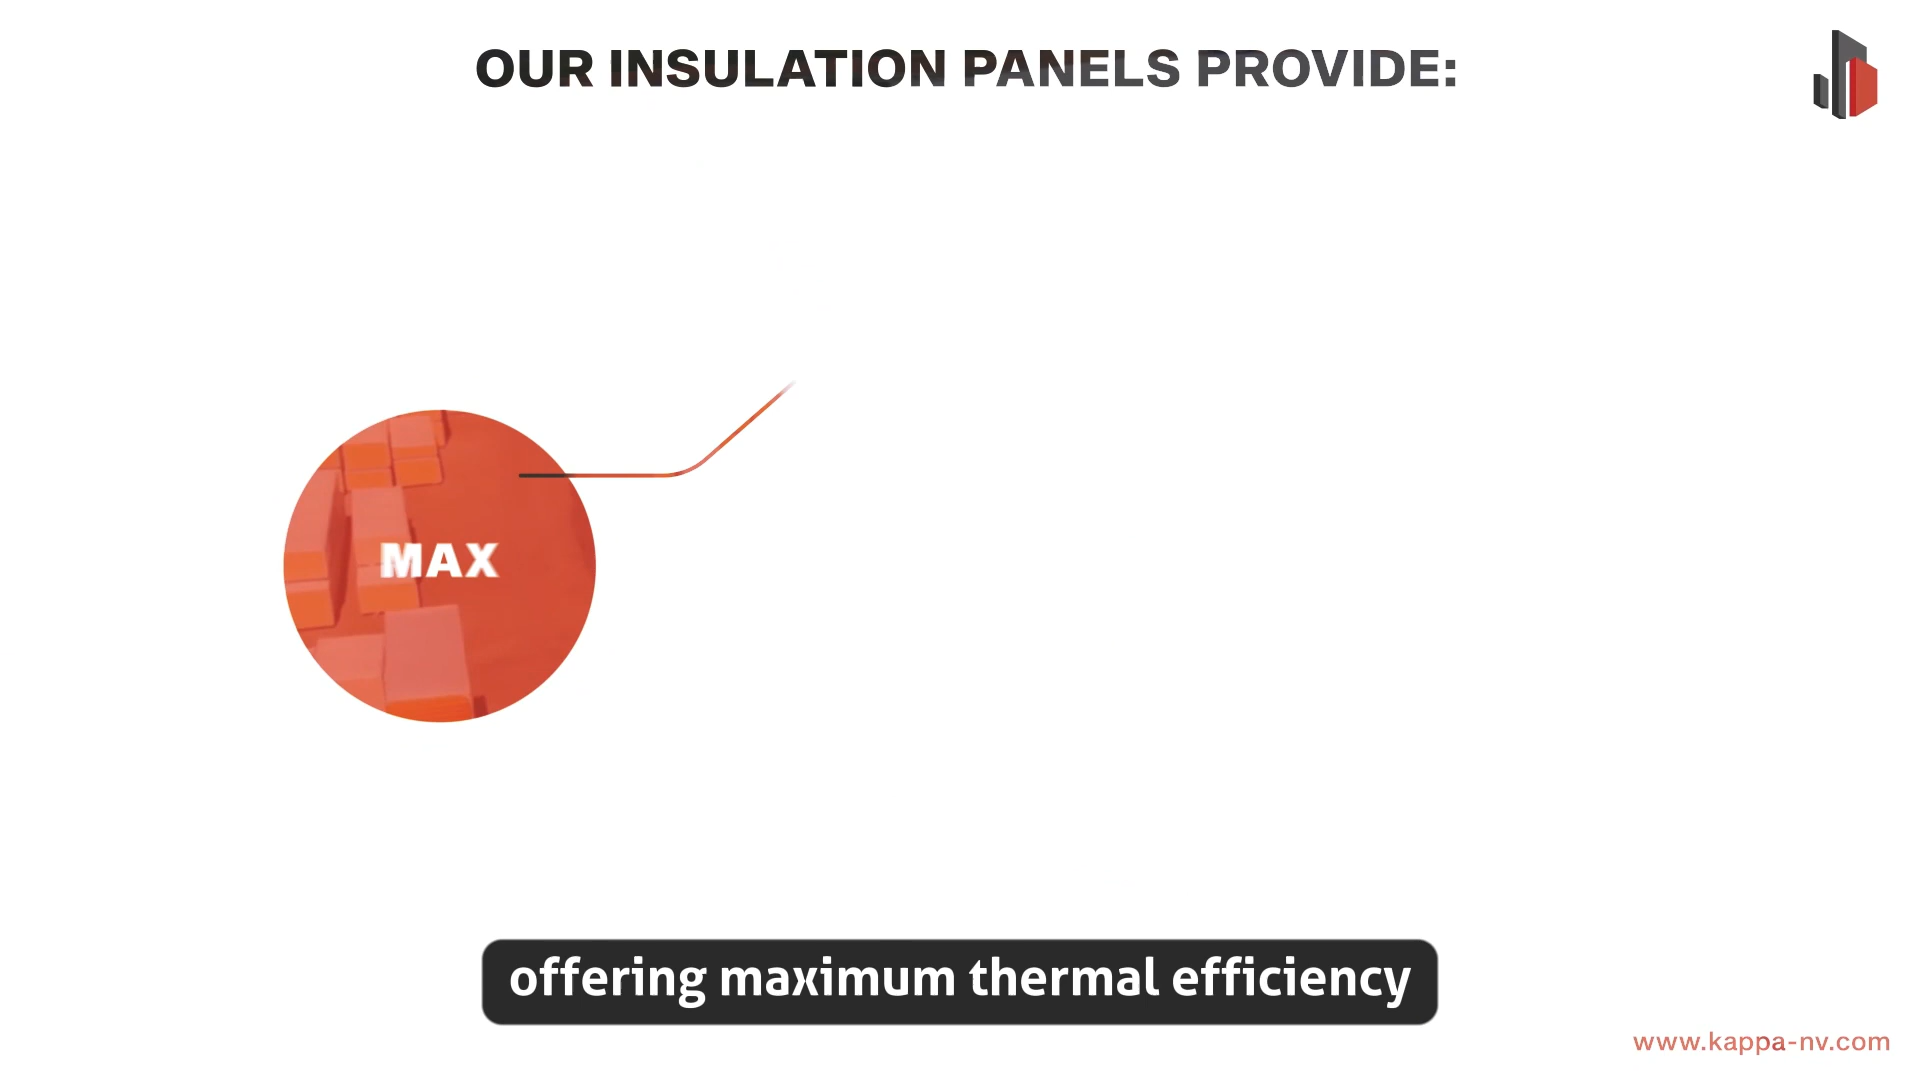 OUR INSULATION PANELS PROVIDE:
MAX
offering maximum thermal efficiency
www.kappa-nv.com